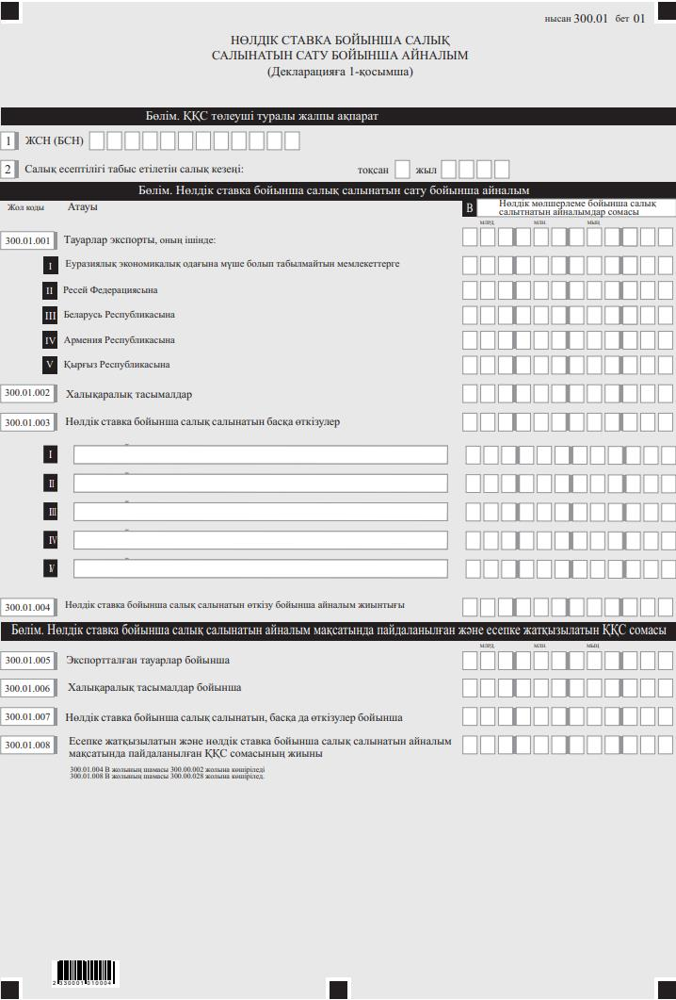 нысан 300.01 бет 01
НӨЛДІК СТАВКА БОЙЫНША САЛЫҚ
САЛЫНАТЫН САТУ БОЙЫНША АЙНАЛЫМ
(Декларацияға 1-қосымша)
Бөлім. ҚҚС төлеуші туралы жалпы ақпарат
1 ЖСН (БСН)
2 Салық есептілігі табыс етілетін салық кезеңі: тоқсан жыл
Бөлім. Нөлдік ставка бойынша салық салынатын сату бойынша айналым
Жол коды Атауы B Нөлдік мөлшерлеме бойынша салық
салытнатын айналымдар сомасы
млрд. млн. мың
300.01.001 Тауарлар экспорты, оның ішінде:
I Еуразиялық экономикалық одағына мүше болып табылмайтын мемлекеттерге
II Ресей Федерациясына
III Беларусь Республикасына
IV Армения Республикасына
V Қырғыз Республикасына
300.01.002 Халықаралық тасымалдар
300.01.003 Нөлдік ставка бойынша салық салынатын басқа өткізулер
I
II
III
IV
IV
300.01.004 Нөлдік ставка бойынша салық салынатын өткізу бойынша айналым жиынтығы
Бөлім. Нөлдік ставка бойынша салық салынатын айналым мақсатында пайдаланылған және есепке жатқызылатын ҚҚС сомасы
млрд. млн. мың
300.01.005 Экспортталған тауарлар бойынша
300.01.006 Халықаралық тасымалдар бойынша
300.01.007 Нөлдік ставка бойынша салық салынатын, басқа да өткізулер бойынша
300.01.008 Есепке жатқызылатын және нөлдік ставка бойынша салық салынатын айналым
мақсатында пайдаланылған ҚҚС сомасының жиыны
300.01.004 В жолының шамасы 300.00.002 жолына көшіріледі
300.01.008 В жолының шамасы 300.00.028 жолына көшіріледі.
2 330001 010004